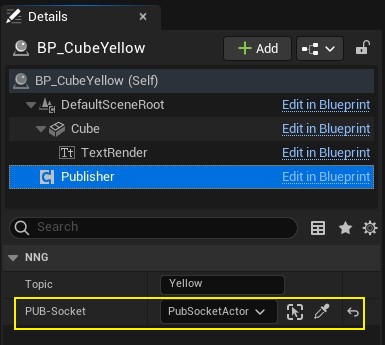 Details
BP_CubeYellow
Add
BP_CubeYellow (Self)
DefaultSceneRoot Edit in Blueprint
Cube Edit in Blueprint
TextRender Edit in Blueprint
Publisher Edit in Blueprint
Search
NNG
Topic Yellow
PUB-Socket PubSocketActor